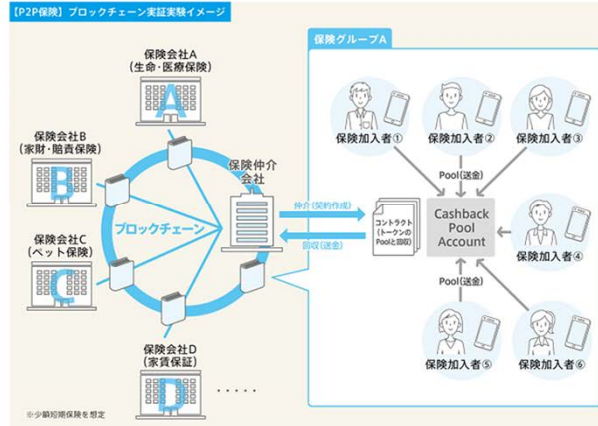 【P2P保険】ブロックチェーン実証実験イメージ
保険会社A
(生命・医療保険)
A
保険会社B
(家財・賠責保険)
B
保険会社C
(ペット保険)
C
保険会社D
(家賃保証)
D
・・・・・
ブロックチェーン
保険仲介
会社
仲介(契約作成)
回収(送金)
保険グループA
保険加入者①
保険加入者②
保険加入者③
Pool(送金)
コントラクト
(トークンの
Poolと回収)
Cashback
Pool
Account
保険加入者④
Pool(送金)
保険加入者⑤
保険加入者⑥
※少額短期保険を想定